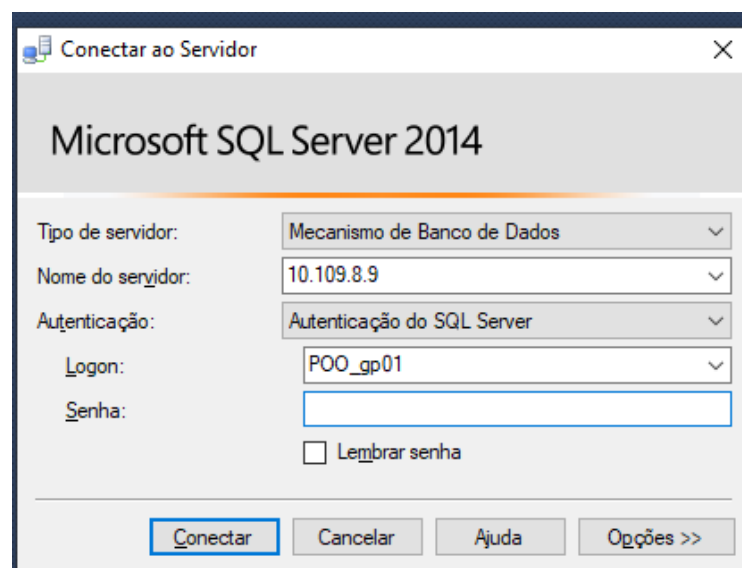 Conectar ao Servidor
Microsoft SQL Server 2014
Tipo de servidor: Mecanismo de Banco de Dados
Nome do servidor: 10.109.8.9
Autenticação: Autenticação do SQL Server
Logon: POO_gp01
Senha:
Lembrar senha
Conectar Cancelar Ajuda Opções >>